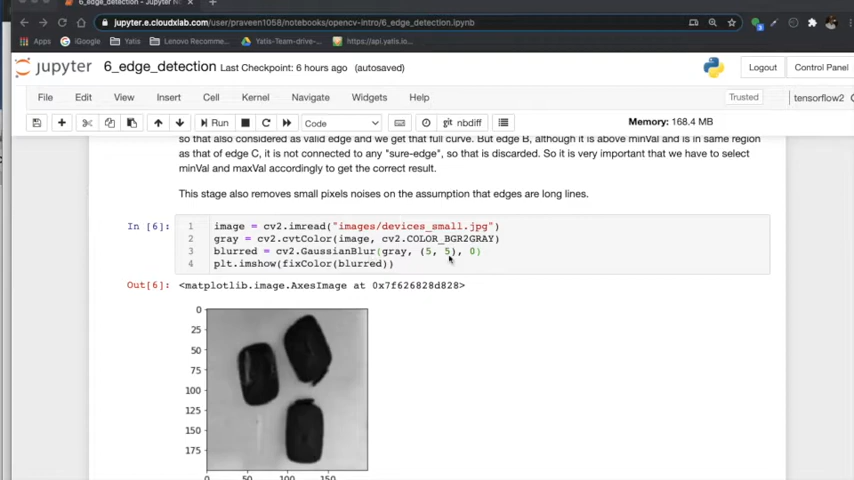 6_edge_detection - Jupyter No
jupyter.e.cloudxlab.com/user/praveen1058/notebooks/opencv-intro/6_edge_detection.ipynb
Apps iGoogle Yatis Lenovo Recommen... Yatis-Team-drive-... https://api.yatis.io...
jupyter 6_edge_detection Last Checkpoint: 6 hours ago (autosaved) Logout Control Panel
File Edit View Insert Cell Kernel Navigate Widgets Help Trusted tensorflow2
Run Code nbdiff Memory: 168.4 MB
so that also considered as valid edge and we get that full curve. But edge B, although it is above minVal and is in same region
as that of edge C, it is not connected to any "sure-edge", so that is discarded. So it is very important that we have to select
minVal and maxVal accordingly to get the correct result.
This stage also removes small pixels noises on the assumption that edges are long lines.
In [6]: 1 image = cv2.imread("images/devices_small.jpg")
2 gray = cv2.cvtColor(image, cv2.COLOR_BGR2GRAY)
3 blurred = cv2.GaussianBlur(gray, (5, 5), 0)
4 plt.imshow(fixColor(blurred))
Out[6]: <matplotlib.image.AxesImage at 0x7f626828d828>
0
25
50
75
100
125
150
175
0 50 100 150